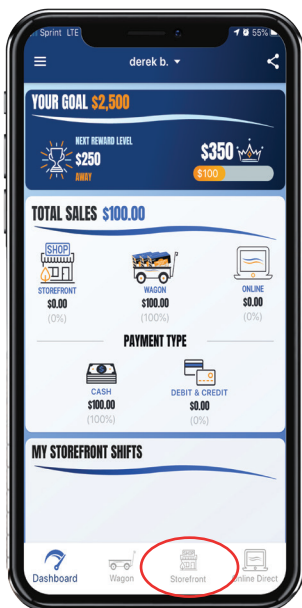 Sprint LTE 55%
derek b.
YOUR GOAL $2,500
NEXT REWARD LEVEL
$250
AWAY
$350
$100
TOTAL SALES $100.00
SHOP
STOREFRONT WAGON ONLINE
$0.00 $100.00 $0.00
(0%) (100%) (0%)
PAYMENT TYPE
CASH DEBIT & CREDIT
$100.00 $0.00
(100%) (0%)
MY STOREFRONT SHIFTS
Dashboard Wagon Storefront Online Direct